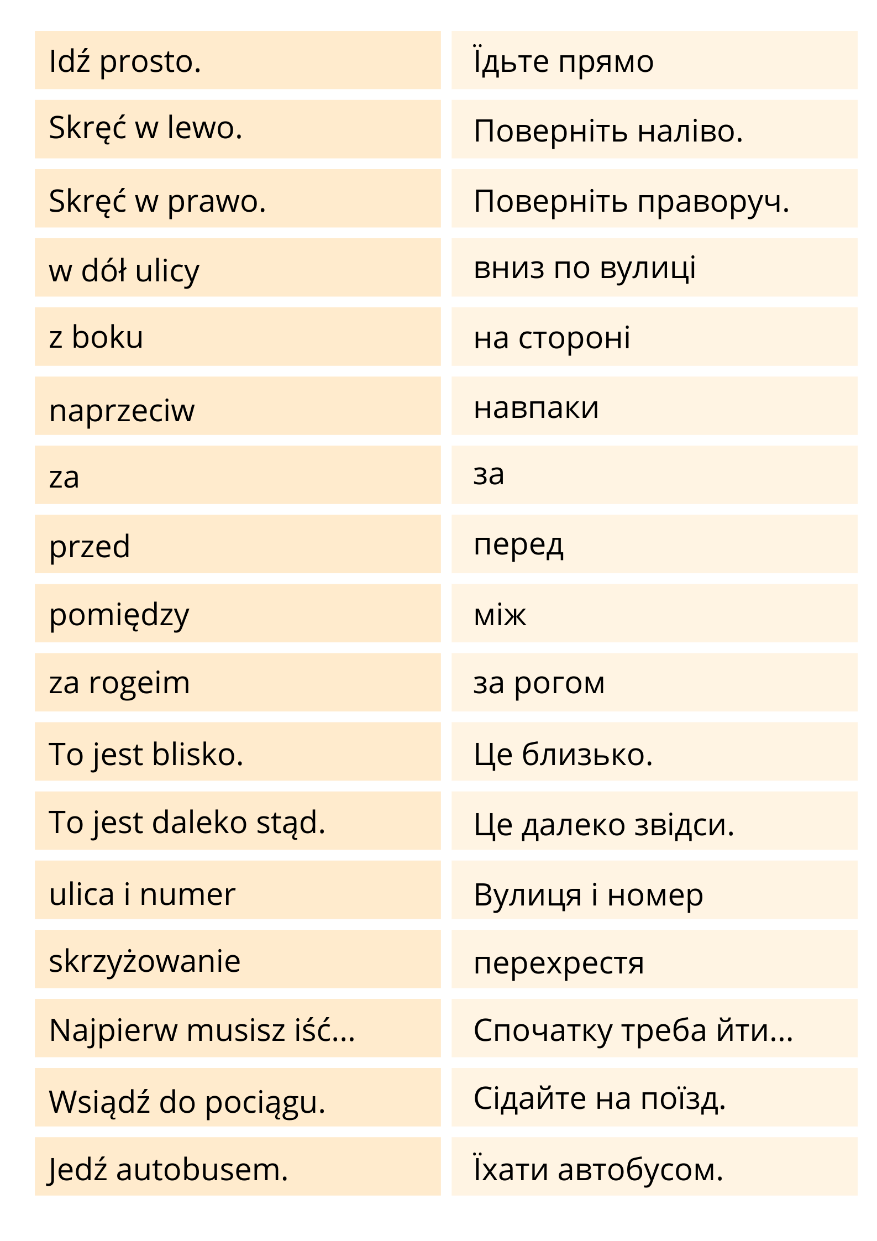 Idź prosto.
Їдьте прямо
Skręć w lewo.
Поверніть наліво.
Skręć w prawo.
Поверніть праворуч.
w dół ulicy
вниз по вулиці
z boku
на стороні
naprzeciw
навпаки
za
за
przed
перед
pomiędzy
між
za rogeim
за рогом
To jest blisko.
Це близько.
To jest daleko stąd.
Це далеко звідси.
ulica i numer
Вулиця і номер
skrzyżowanie
перехрестя
Najpierw musisz iść...
Спочатку треба йти...
Wsiądź do pociągu.
Сідайте на поїзд.
Jedź autobusem.
Їхати автобусом.